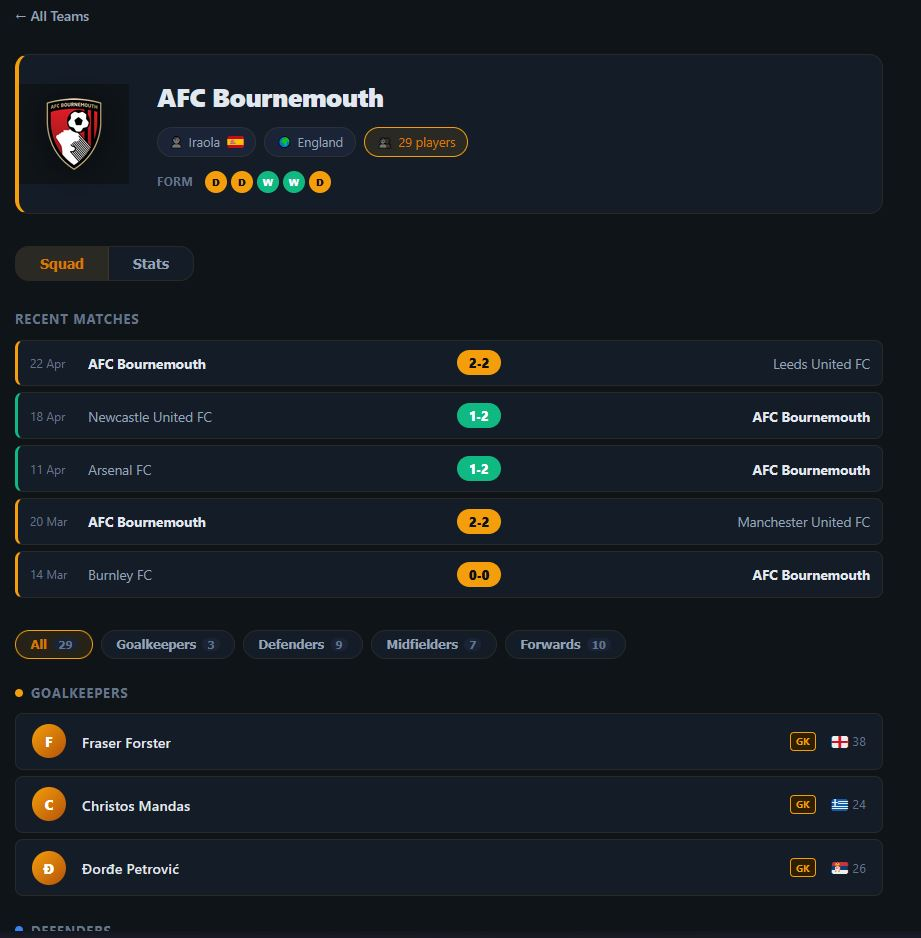 ← All Teams
AFC BOURNEMOUTH
AFC Bournemouth
Iraola England 29 players
FORM D D W W D
Squad Stats
RECENT MATCHES
22 Apr AFC Bournemouth 2-2 Leeds United FC
18 Apr Newcastle United FC 1-2 AFC Bournemouth
11 Apr Arsenal FC 1-2 AFC Bournemouth
20 Mar AFC Bournemouth 2-2 Manchester United FC
14 Mar Burnley FC 0-0 AFC Bournemouth
All 29 Goalkeepers 3 Defenders 9 Midfielders 7 Forwards 10
GOALKEEPERS
F Fraser Forster GK 38
C Christos Mandas GK 24
Đ Đorđe Petrović GK 26
DEFENDERS